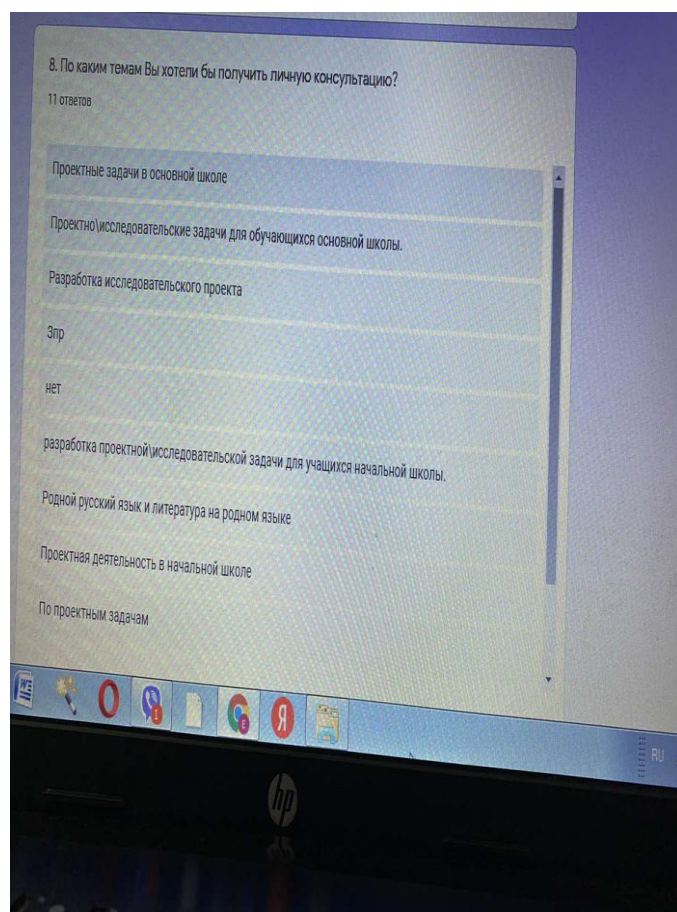 8. По каким темам Вы хотели бы получить личную консультацию?
11 ответов
Проектные задачи в основной школе
Проектно\исследовательские задачи для обучающихся основной школы.
Разработка исследовательского проекта
Зпр
нет
разработка проектной\исследовательской задачи для учащихся начальной школы.
Родной русский язык и литература на родном языке
Проектная деятельность в начальной школе
По проектным задачам
RU
hp